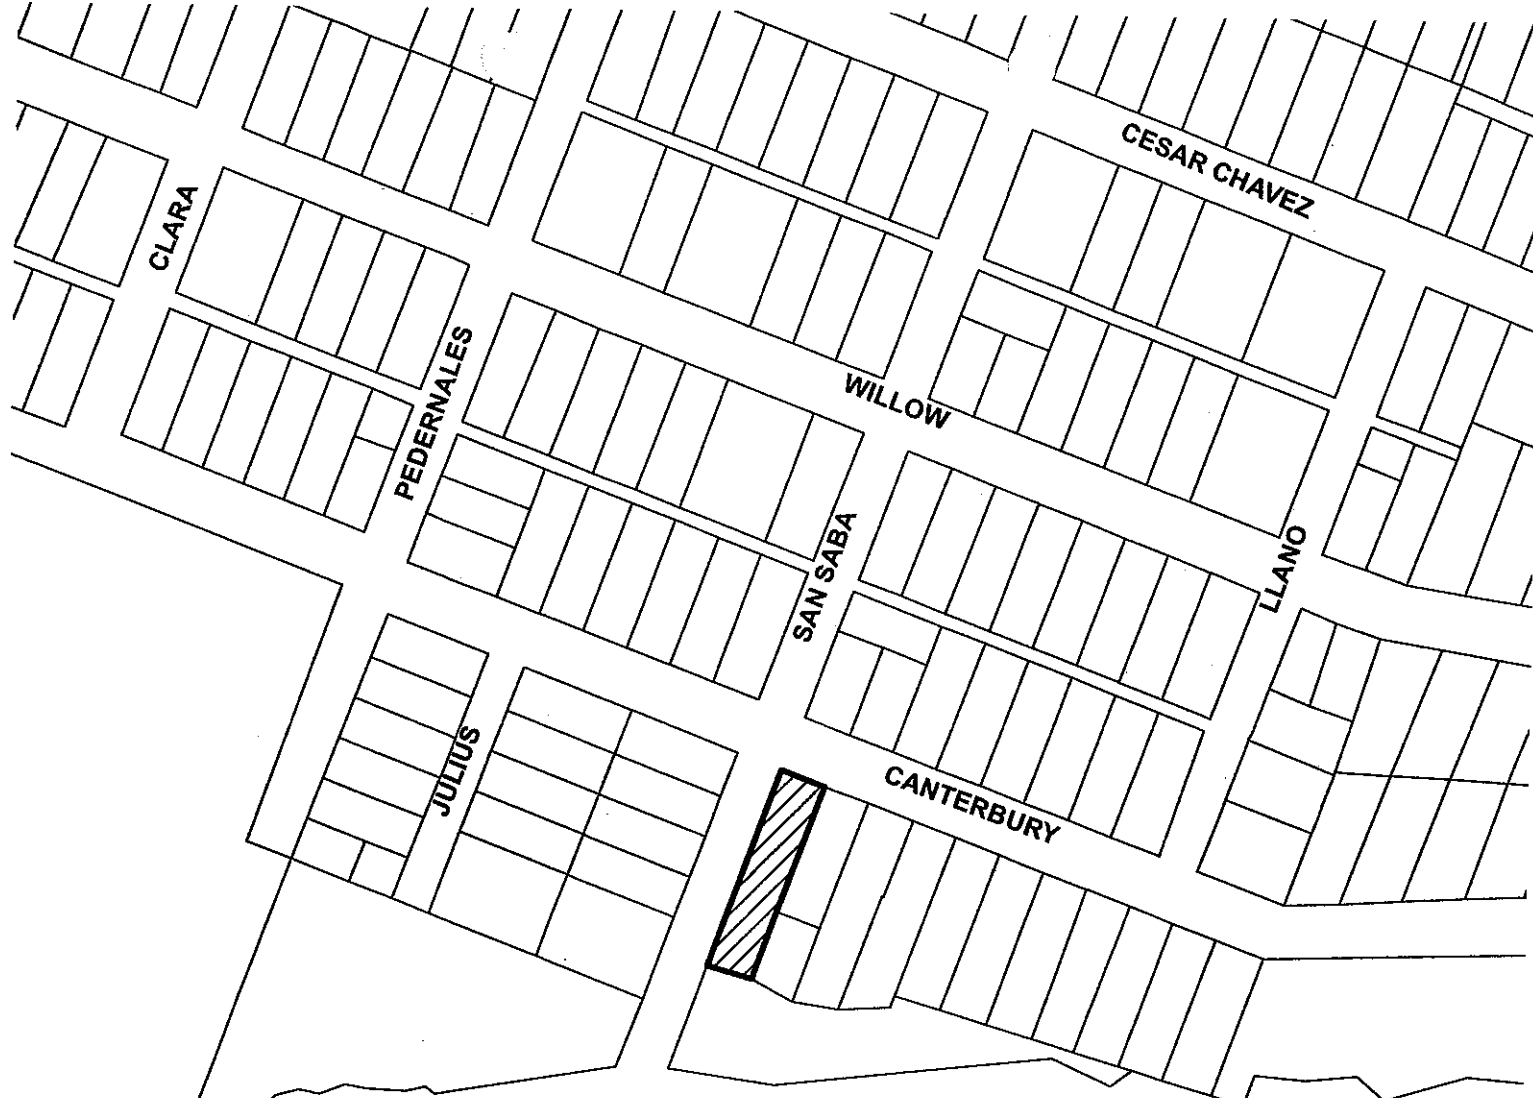 CESAR CHAVEZ
CLARA
PEDERNALES
WILLOW
SAN SABA
LLANO
JULIUS
CANTERBURY